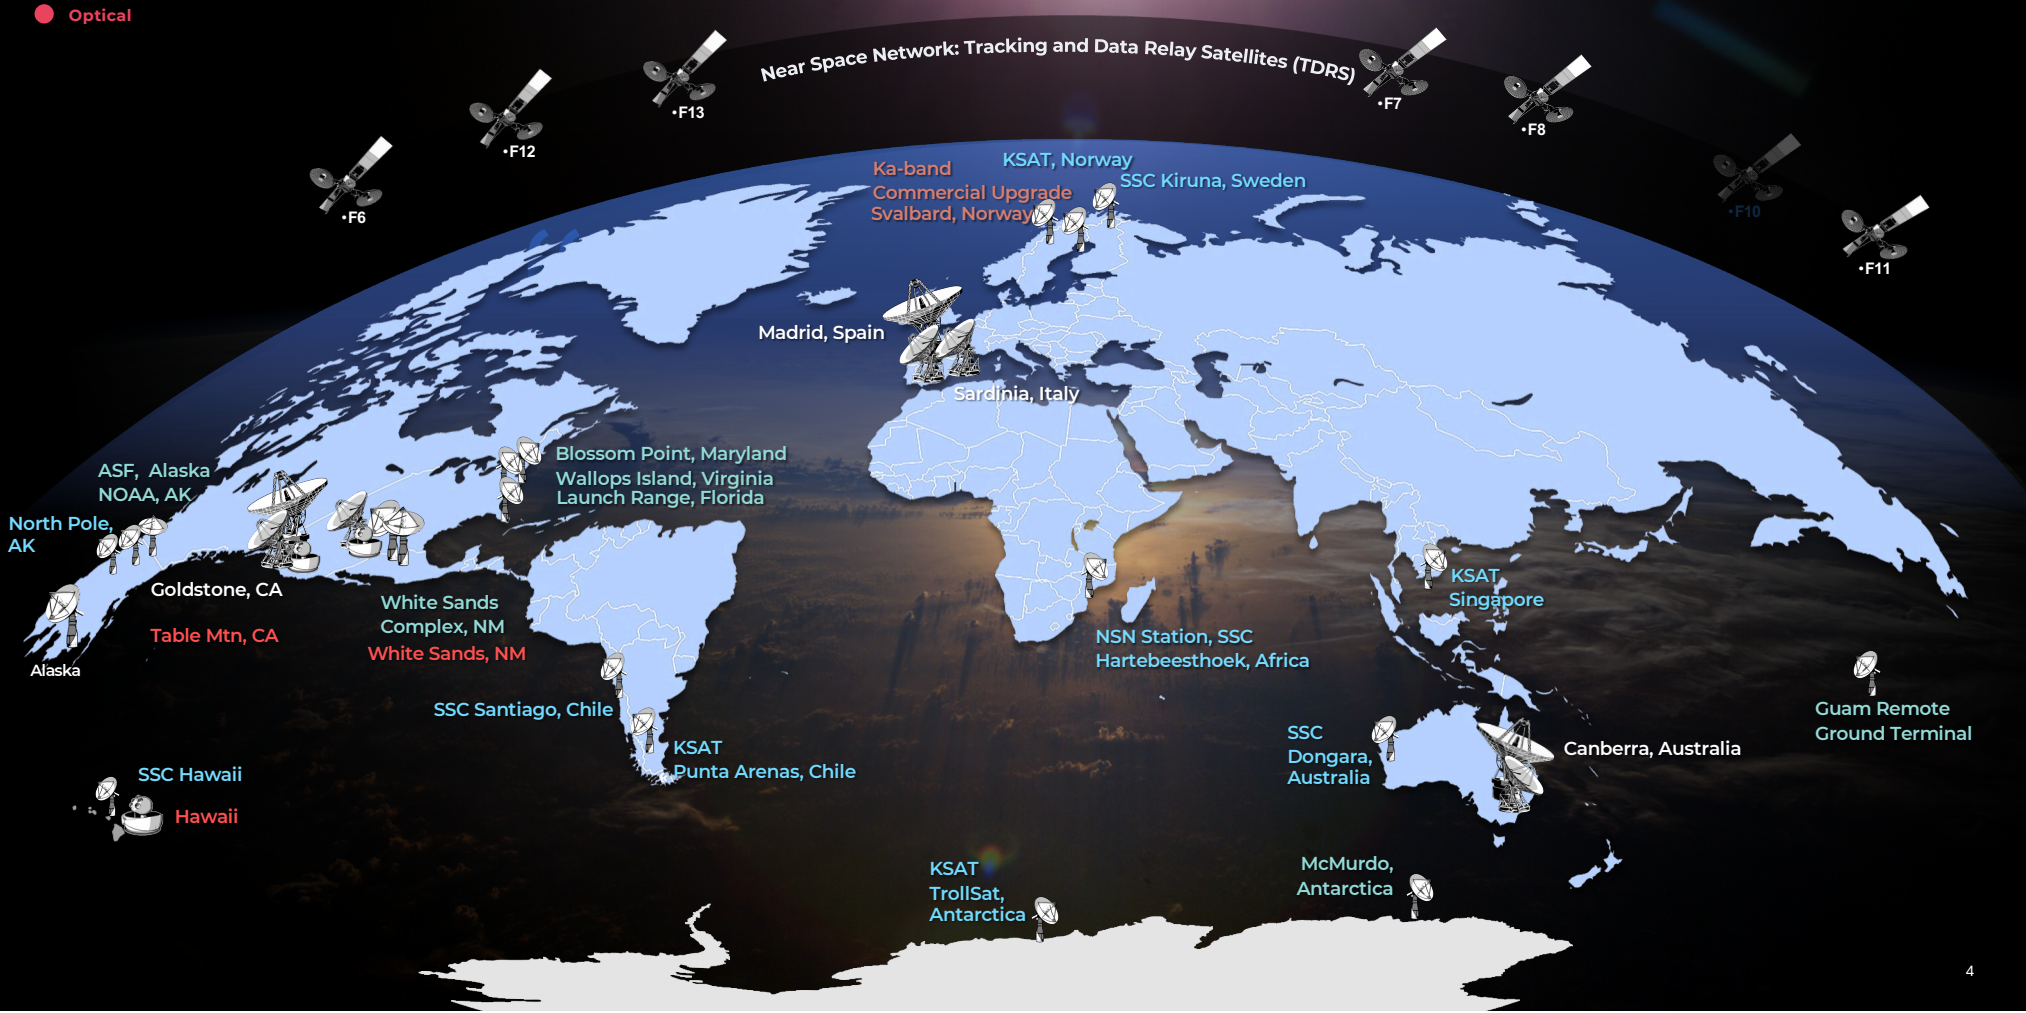 Optical
Near Space Network: Tracking and Data Relay Satellites (TDRS)
•F6
•F12
•F13
•F7
•F8
•F10
•F11
Ka-band
Commercial Upgrade
Svalbard, Norway
KSAT, Norway
SSC Kiruna, Sweden
Madrid, Spain
Sardinia, Italy
ASF, Alaska
NOAA, AK
North Pole,
AK
Alaska
Goldstone, CA
Table Mtn, CA
Blossom Point, Maryland
Wallops Island, Virginia
Launch Range, Florida
White Sands
Complex, NM
White Sands, NM
SSC Santiago, Chile
KSAT
Punta Arenas, Chile
SSC Hawaii
Hawaii
NSN Station, SSC
Hartebeesthoek, Africa
KSAT
Singapore
SSC
Dongara,
Australia
Canberra, Australia
Guam Remote
Ground Terminal
KSAT
TrollSat,
Antarctica
McMurdo,
Antarctica
4